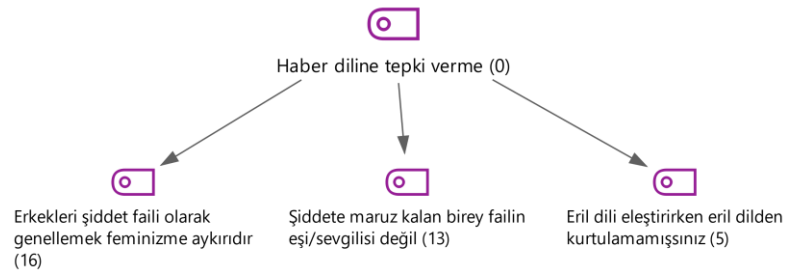 Haber diline tepki verme (0)
Erkekleri şiddet faili olarak
genellemek feminizme aykırıdır
(16)
Şiddete maruz kalan birey failin
eşi/sevgilisi değil (13)
Eril dili eleştirirken eril dilden
kurtulamamışsınız (5)